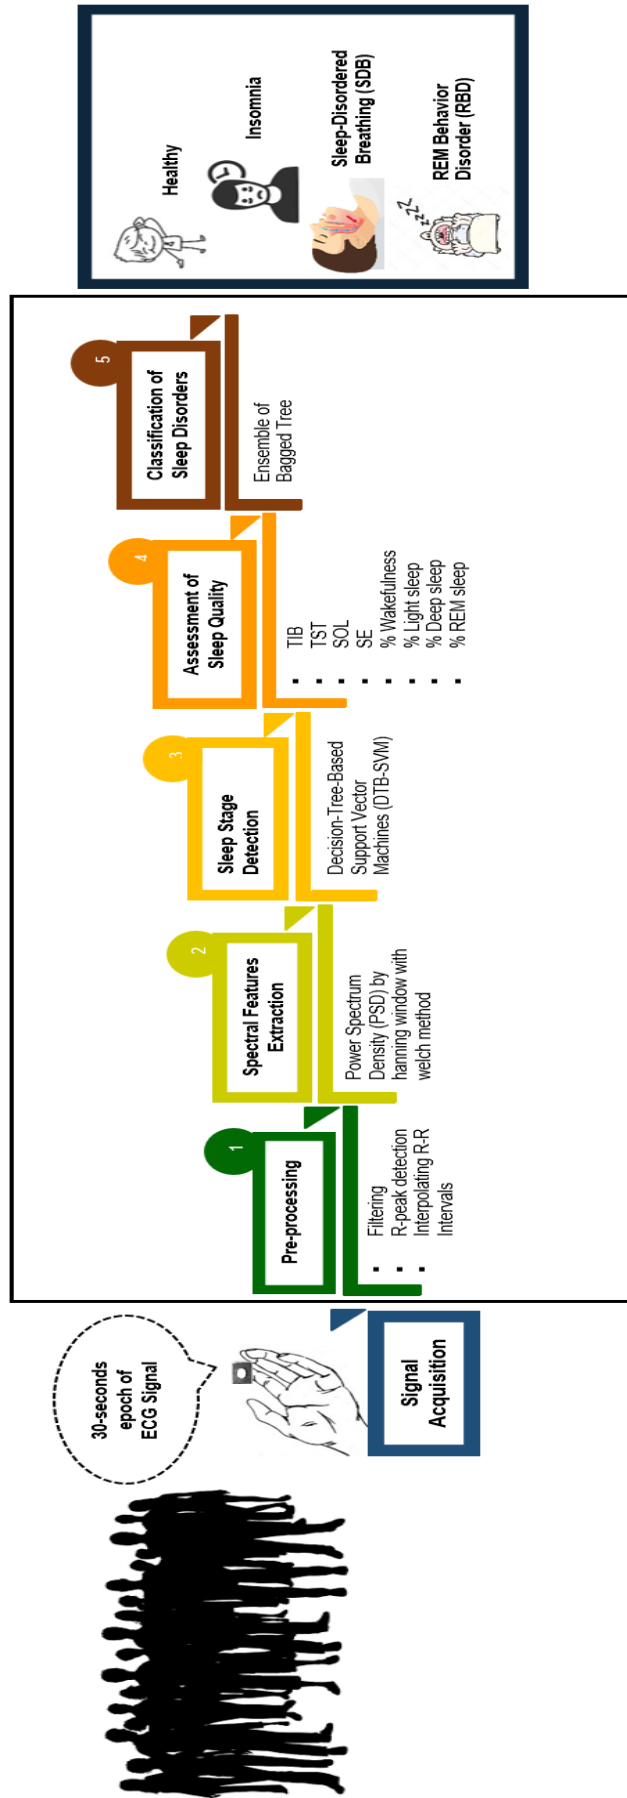 30-seconds
epoch of
ECG Signal
Signal
Acquisition
1
Pre-processing
▪ Filtering
▪ R-peak detection
▪ Interpolating R-R
Intervals
2
Spectral Features
Extraction
Power Spectrum
Density (PSD) by
hanning window with
welch method
3
Sleep Stage
Detection
Decision-Tree-Based
Support Vector
Machines (DTB-SVM)
4
Assessment of
Sleep Quality
▪ TIB
▪ TST
▪ SOL
▪ SE
▪ % Wakefulness
▪ % Light sleep
▪ % Deep sleep
▪ % REM sleep
5
Classification of
Sleep Disorders
Ensemble of
Bagged Tree
Healthy
Insomnia
Sleep-Disordered
Breathing (SDB)
zzZZ
REM Behavior
Disorder (RBD)